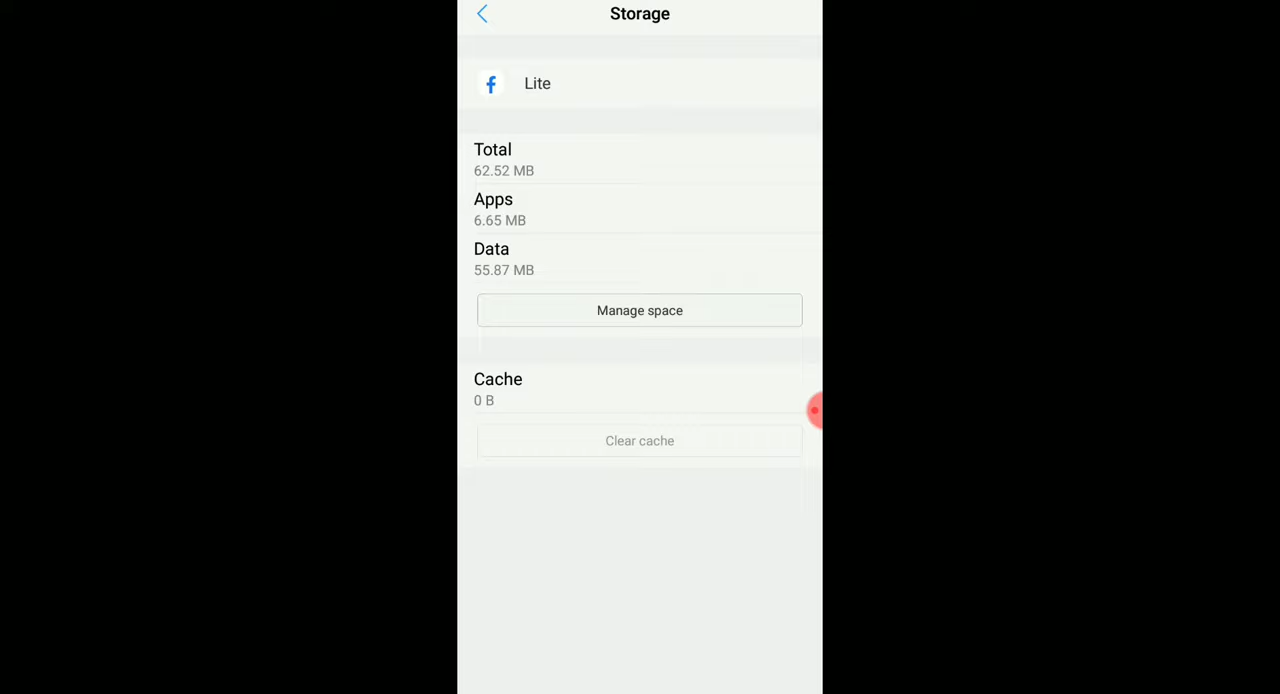 Storage
Lite
Total
62.52 MB
Apps
6.65 MB
Data
55.87 MB
Manage space
Cache
0 B
Clear cache